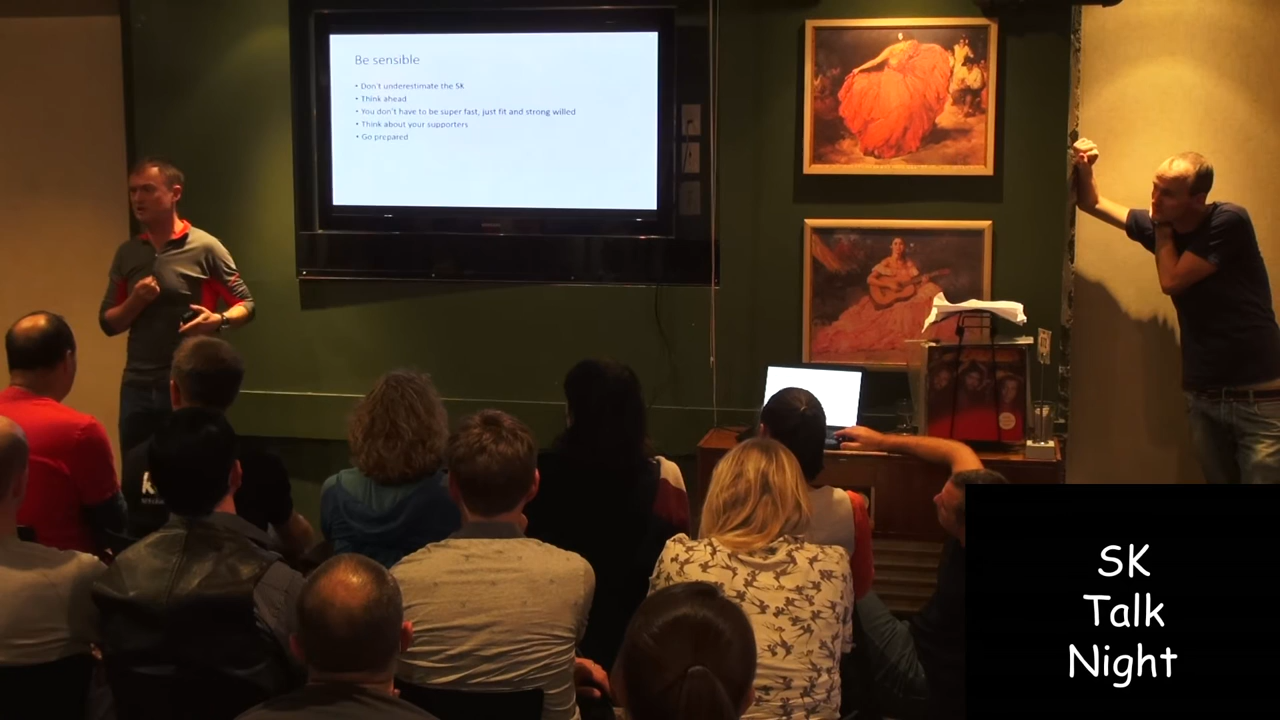 Be sensible
• Don't underestimate the SK
• Think ahead
• You don't have to be super fast, just fit and strong willed
• Think about your supporters
• Go prepared
SK
Talk
Night